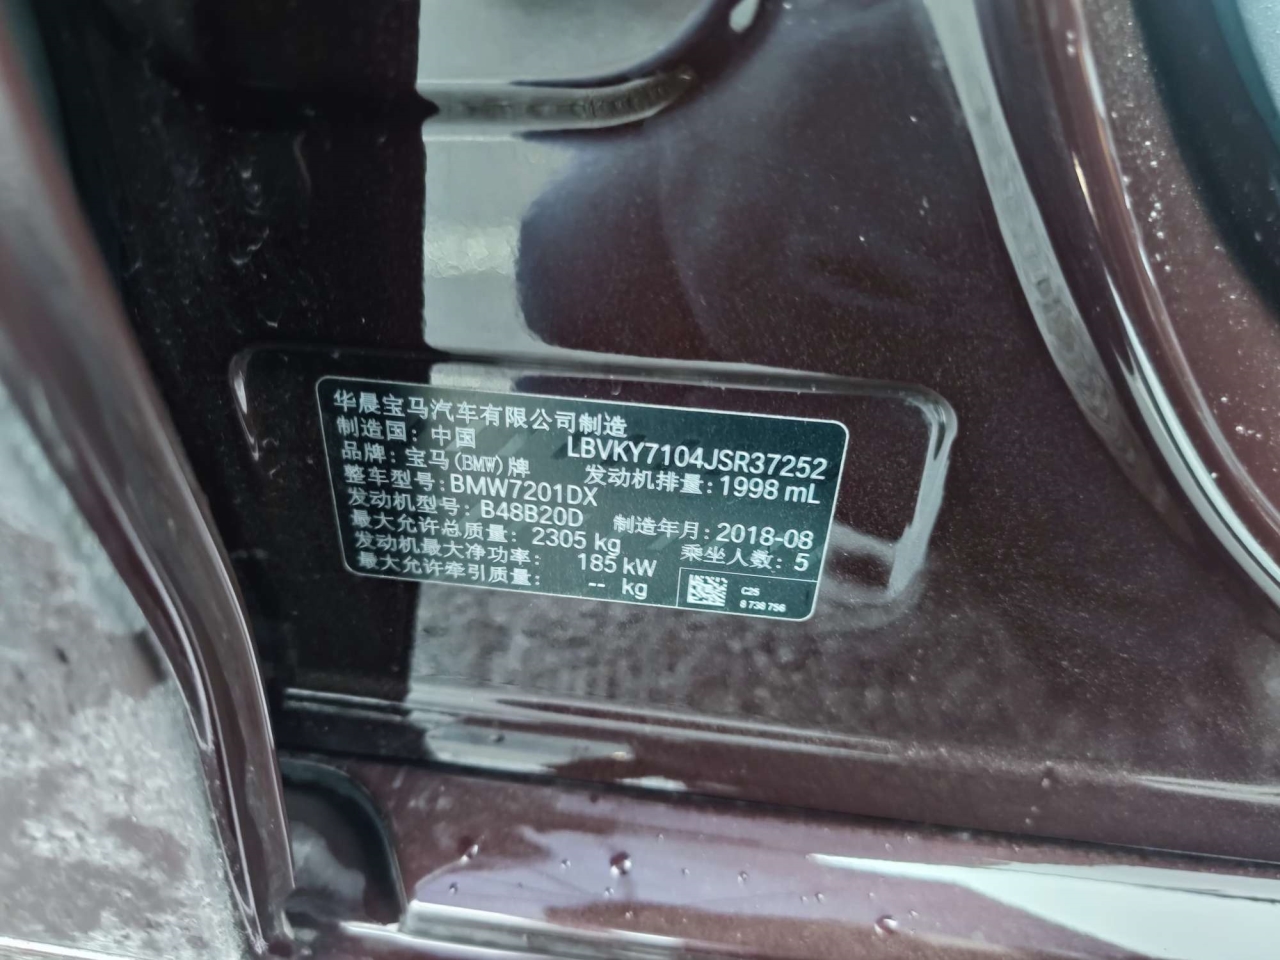 华晨宝马汽车有限公司制造
制造国：中国 LBVKY7104JSR37252
品牌：宝马(BMW)牌 发动机排量：1998 mL
整车型号：BMW7201DX
发动机型号：B48B20D 制造年月：2018-08
最大允许总质量：2305 kg 乘坐人数：5
发动机最大净功率：185 kW
最大允许牵引质量：-- kg
C25
8 738 756